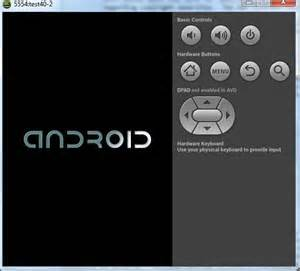 5554:test40-2
Basic Controls
Hardware Buttons
MENU
DPAD not enabled in AVD
ANDROID
Hardware Keyboard
Use your physical keyboard to provide input